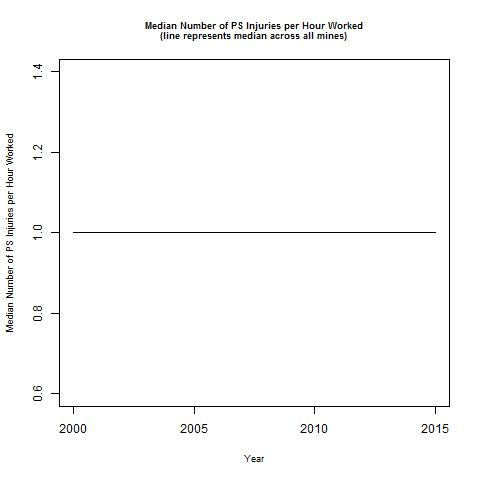 Median Number of PS Injuries per Hour Worked
(line represents median across all mines)
Median Number of PS Injuries per Hour Worked
1.4
1.2
1.0
0.8
0.6
2000 2005 2010 2015
Year